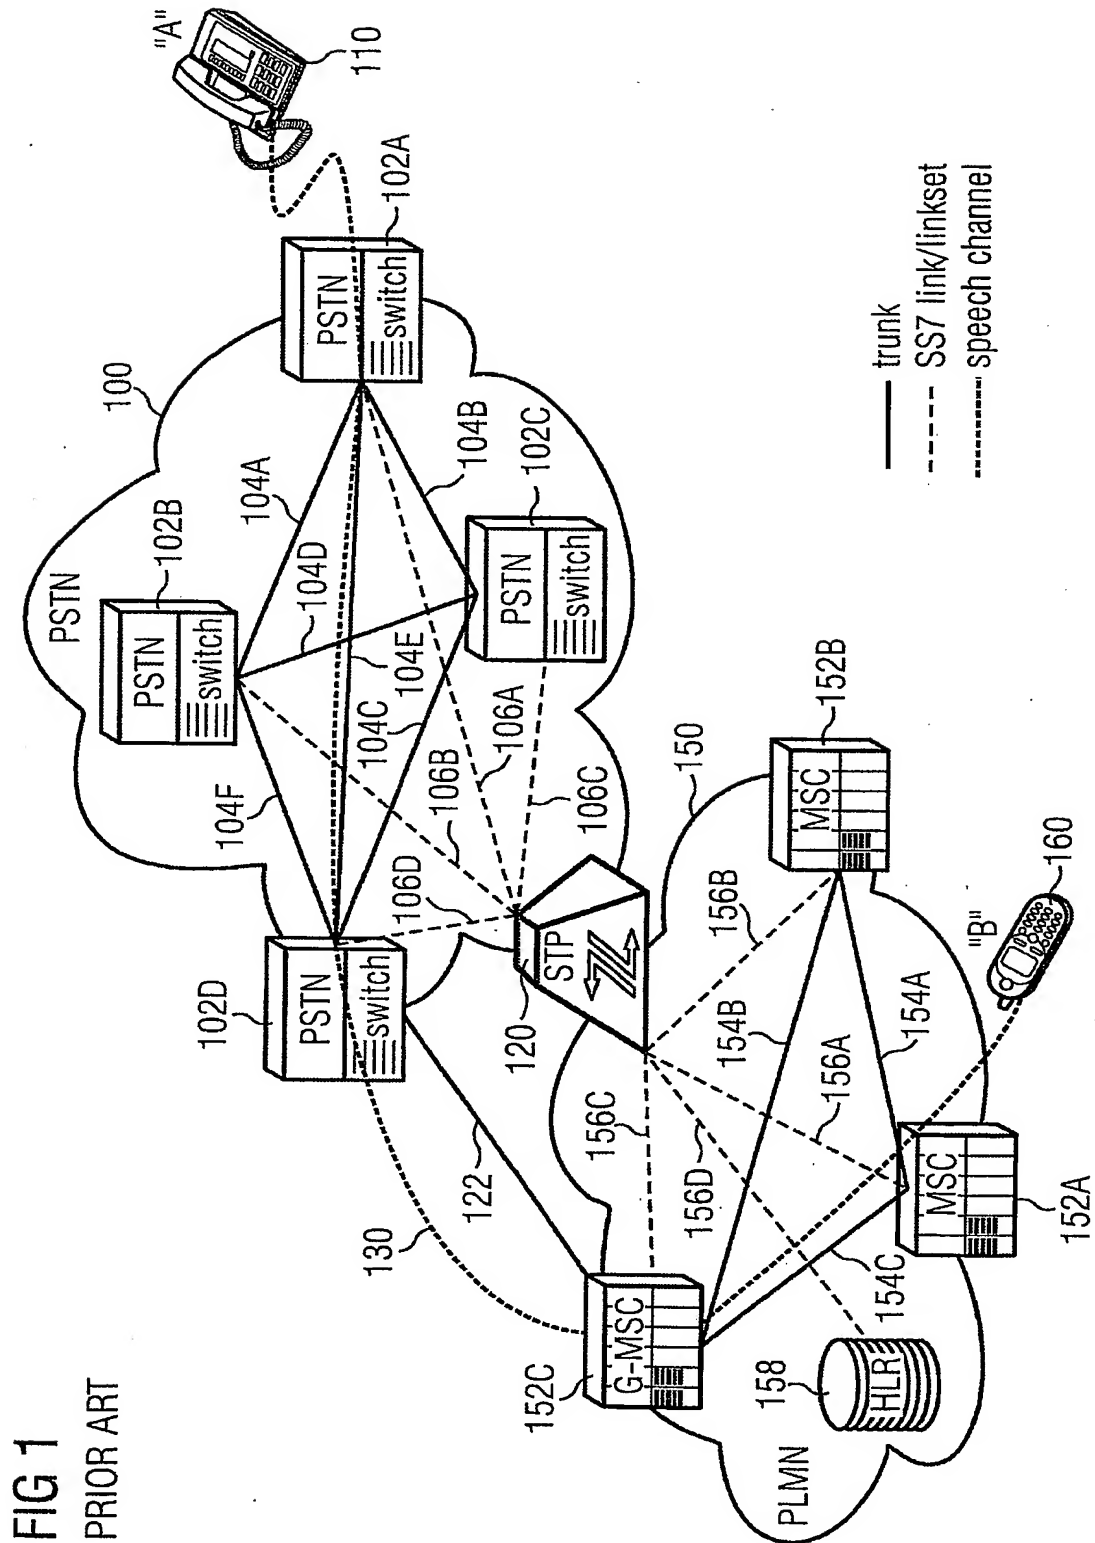 FIG 1
PRIOR ART
"A"
110
102A
PSTN
switch
100
104A
104B
102C
PSTN
switch
102B
PSTN
PSTN
switch
104D
104E
104C
104F
106A
106B
106C
106D
102D
PSTN
switch
120
STP
122
130
150
152B
MSC
156B
154B
154A
156A
156C
156D
"B"
160
152C
G-MSC
154C
MSC
152A
158
HLR
PLMN
trunk
SS7 link/linkset
speech channel